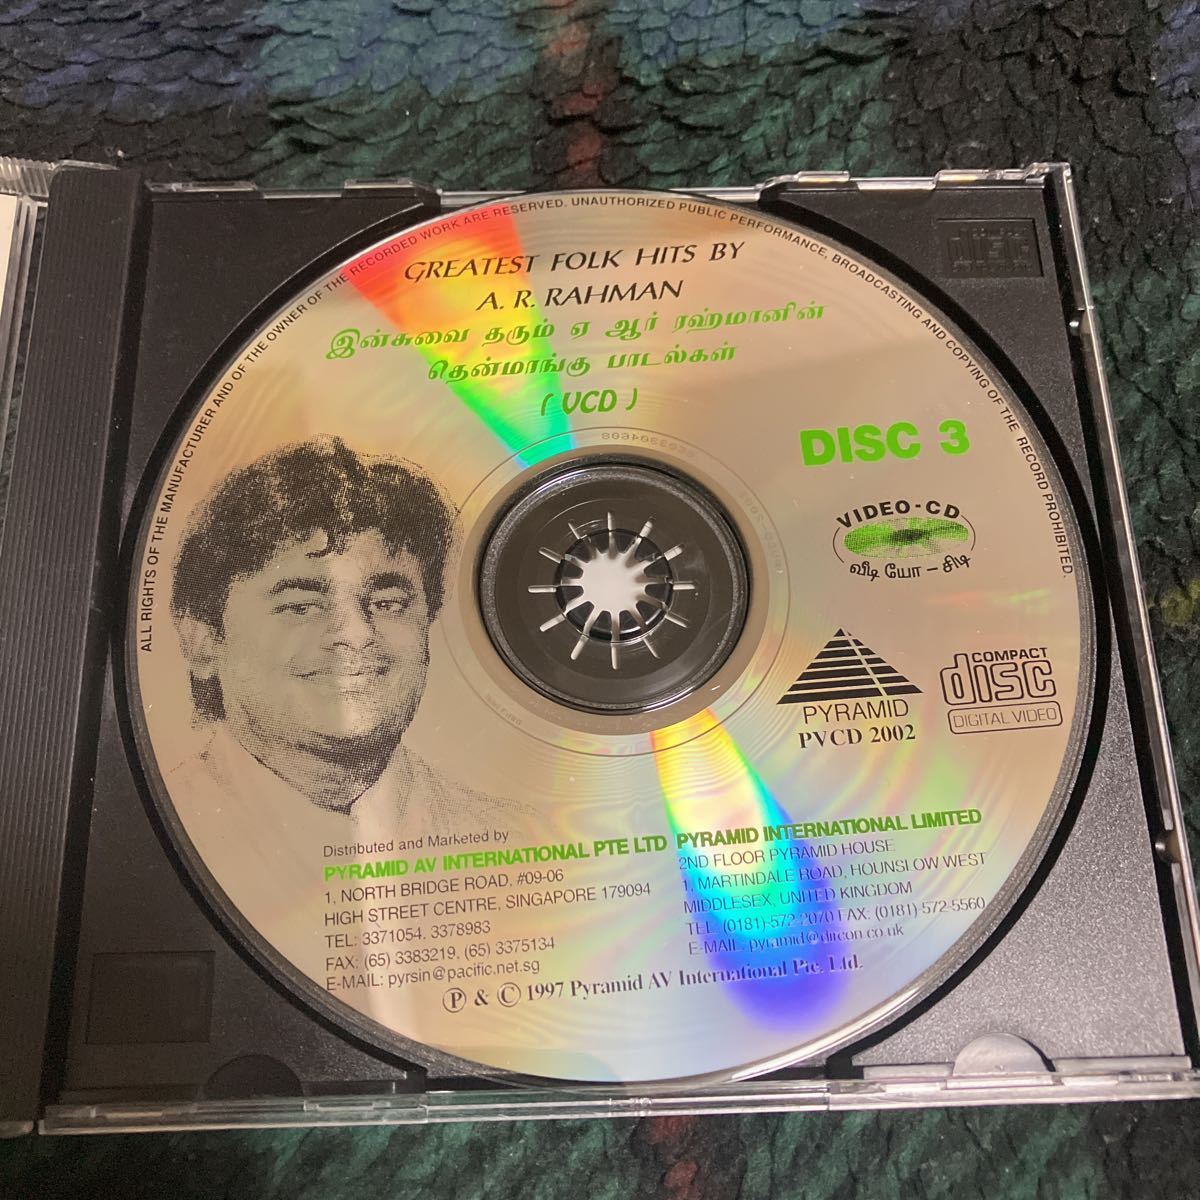 ALL RIGHTS OF THE MANUFACTURER AND OF THE OWNER OF THE RECORDED WORK ARE RESERVED. UNAUTHORIZED PUBLIC PERFORMANCE, BROADCASTING AND COPYING OF THE RECORD PROHIBITED.
GREATEST FOLK HITS BY
A. R. RAHMAN
இன்சுவை தரும் ஏ ஆர் ரஹ்மானின்
தென்மாங்கு பாடல்கள்
( VCD )
DISC 3
VIDEO-CD
வீடியோ - சிடி
PYRAMID
PVCD 2002
COMPACT
disc
DIGITAL VIDEO
Distributed and Marketed by
PYRAMID AV INTERNATIONAL PTE LTD
1, NORTH BRIDGE ROAD, #09-06
HIGH STREET CENTRE, SINGAPORE 179094
TEL: 3371054, 3378983
FAX: (65) 3383219, (65) 3375134
E-MAIL: pyrsin@pacific.net.sg
PYRAMID INTERNATIONAL LIMITED
2ND FLOOR PYRAMID HOUSE
1, MARTINDALE ROAD, HOUNSLOW WEST
MIDDLESEX, UNITED KINGDOM
TEL: (0181)-572-2070 FAX: (0181) 572-5560
E-MAIL: pyramid@dircon.co.uk
Ⓟ & © 1997 Pyramid AV International Pte. Ltd.